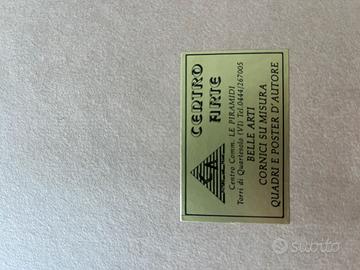 CENTRO
ARTE
Centro Comm. LE PIRAMIDI
Torri di Quartesolo (VI) Tel.0444/267005
BELLE ARTI
CORNICI SU MISURA
QUADRI E POSTER D'AUTORE
subito